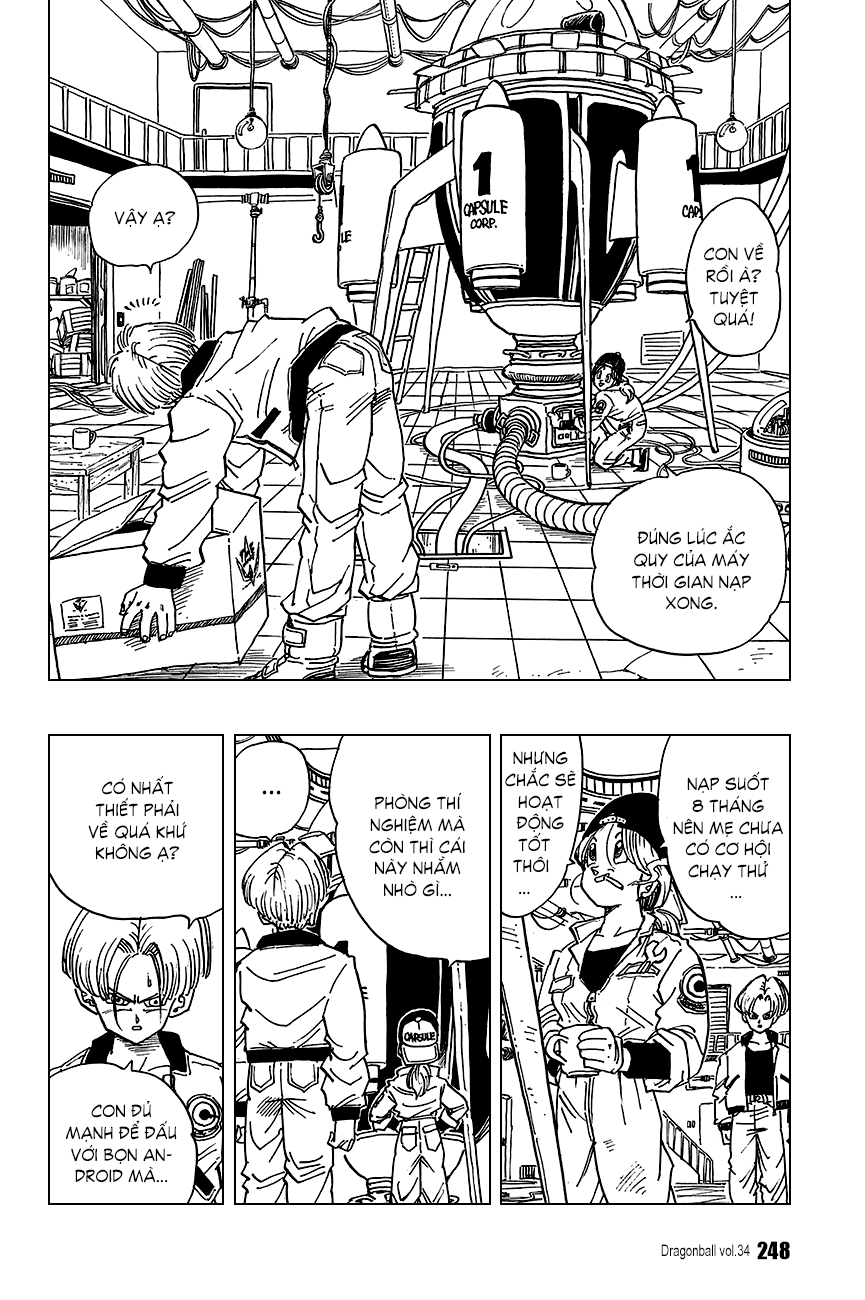 CON VỀ
RỒI À?
TUYỆT
QUÁ!
VẬY Ạ?
1
CAPSULE
CORP.
ĐÚNG LÚC ẮC
QUY CỦA MÁY
THỜI GIAN NẠP
XONG.
NẠP SUỐT
8 THÁNG
NÊN MẸ CHƯA
CÓ CƠ HỘI
CHẠY THỬ
...
NHƯNG
CHẮC SẼ
HOẠT
ĐỘNG
TỐT
THÔI
...
PHÒNG THÍ
NGHIỆM MÀ
CÒN THÌ CÁI
NÀY NHẰM
NHÒ GÌ...
...
CAPSULE
CÓ NHẤT
THIẾT PHẢI
VỀ QUÁ KHỨ
KHÔNG Ạ?
CON ĐỦ
MẠNH ĐỂ ĐẤU
VỚI BỌN AN-
DROID MÀ...
Dragonball vol.34 248